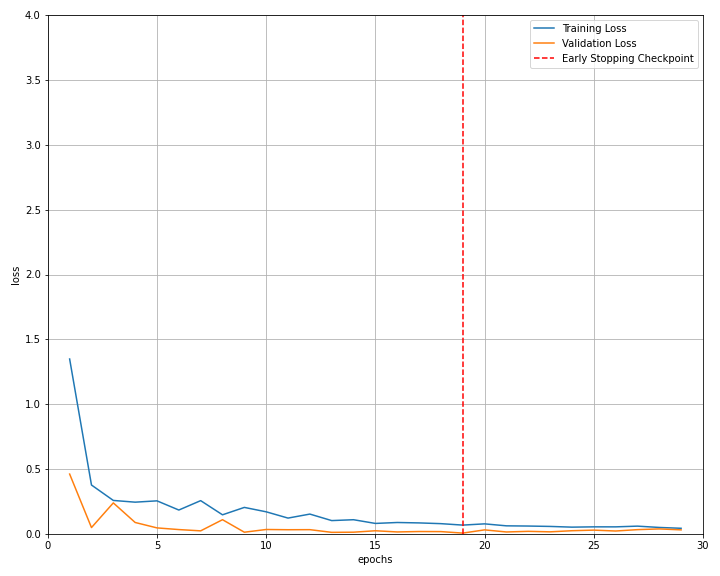 4.0
3.5
3.0
2.5
2.0
1.5
1.0
0.5
0.0
loss
0 5 10 15 20 25 30
epochs
Training Loss
Validation Loss
Early Stopping Checkpoint